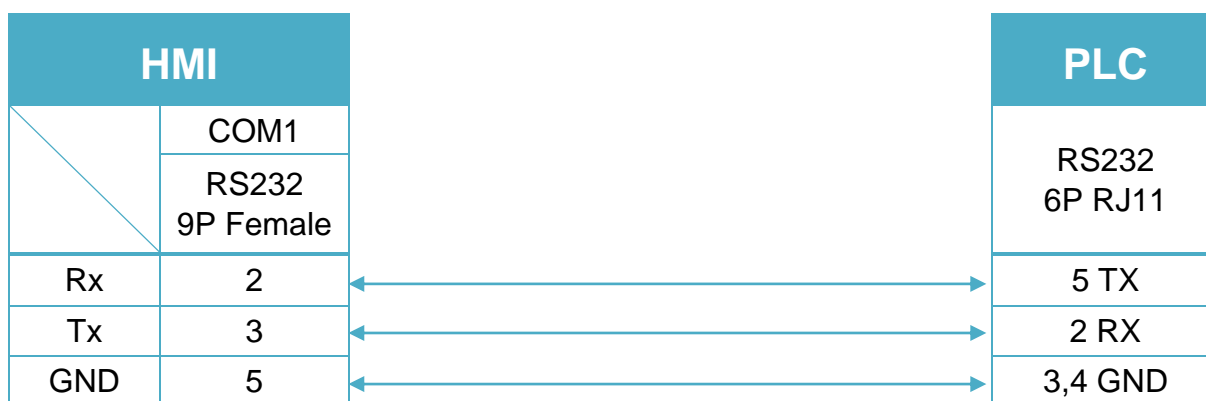 HMI
PLC
COM1
RS232
9P Female
RS232
6P RJ11
Rx 2 5 TX
Tx 3 2 RX
GND 5 3,4 GND